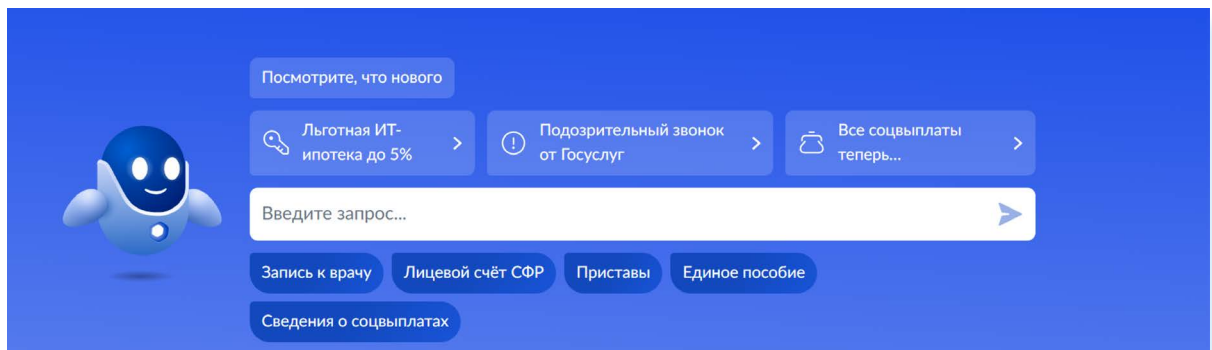 Посмотрите, что нового
Льготная ИТ-
ипотека до 5%
Подозрительный звонок
от Госуслуг
Все соцвыплаты
теперь...
Введите запрос...
Запись к врачу
Лицевой счёт СФР
Приставы
Единое пособие
Сведения о соцвыплатах